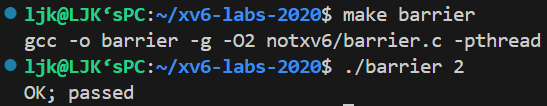 ljk@LJK‘sPC:~/xv6-labs-2020$ make barrier
gcc -o barrier -g -O2 notxv6/barrier.c -pthread
ljk@LJK‘sPC:~/xv6-labs-2020$ ./barrier 2
OK; passed